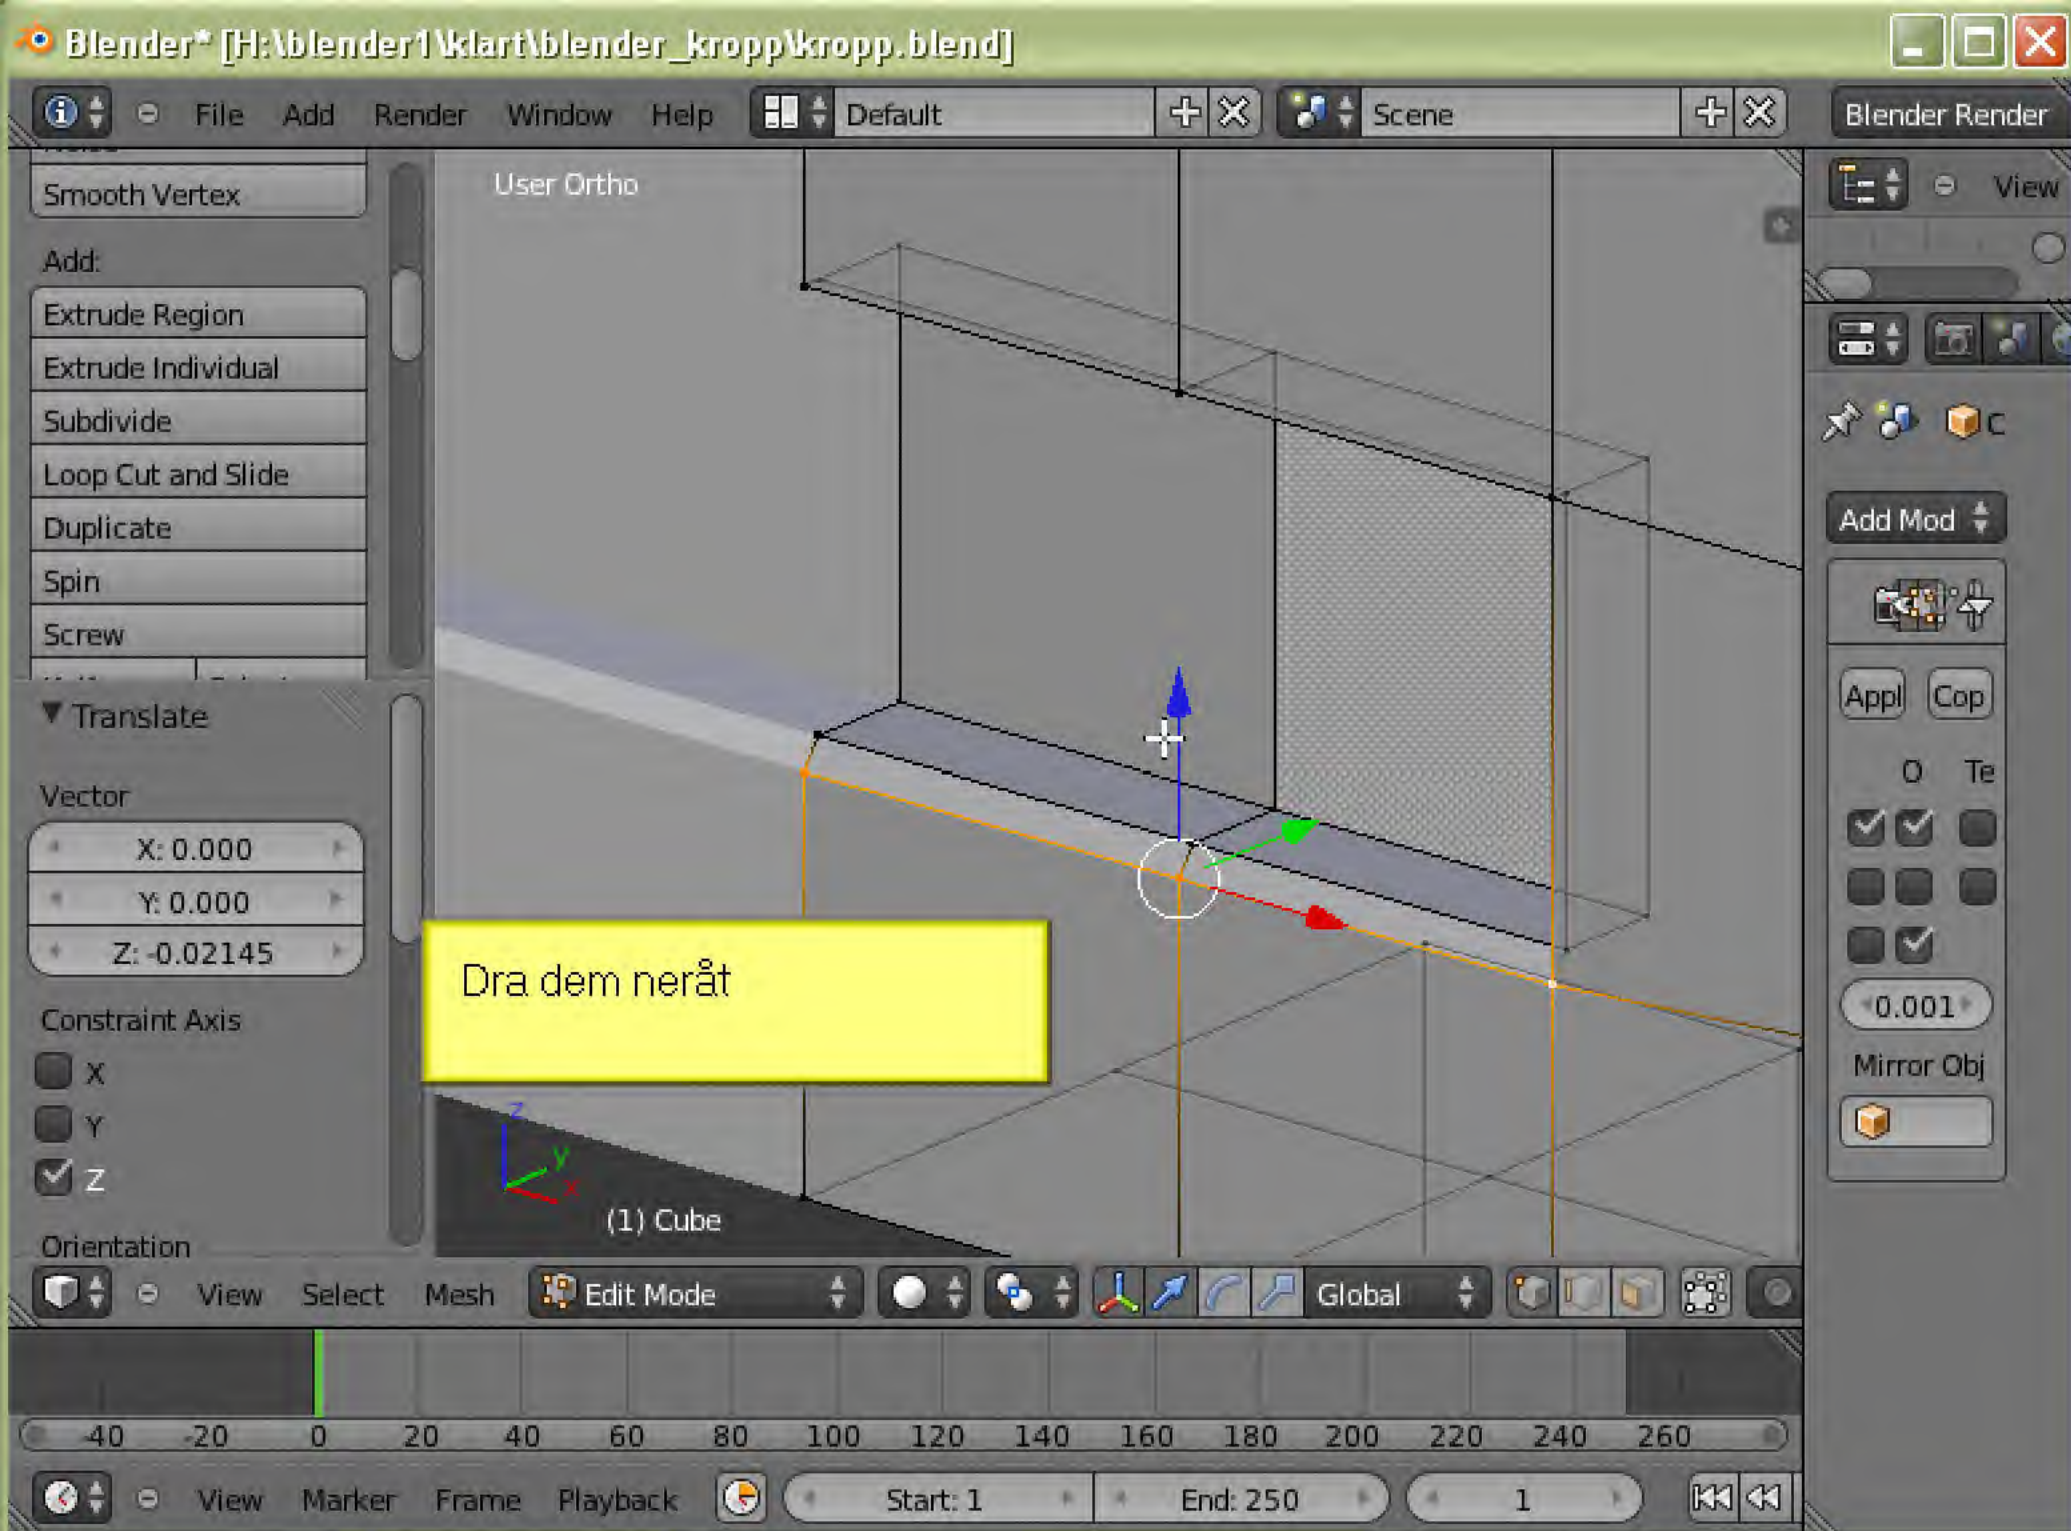 Blender* [H:\blender1\klart\blender_kropp\kropp.blend]
File Add Render Window Help Default Scene Blender Render
Smooth Vertex
Add:
Extrude Region
Extrude Individual
Subdivide
Loop Cut and Slide
Duplicate
Spin
Screw
Translate
Vector
X: 0.000
Y: 0.000
Z: -0.02145
Constraint Axis
X
Y
Z
Orientation
User Ortho
Dra dem neråt
z
y
x
(1) Cube
View
C
Add Mod
Appl Cop
O Te
0.001
Mirror Obj
View Select Mesh Edit Mode Global
-40 -20 0 20 40 60 80 100 120 140 160 180 200 220 240 260
View Marker Frame Playback Start: 1 End: 250 1